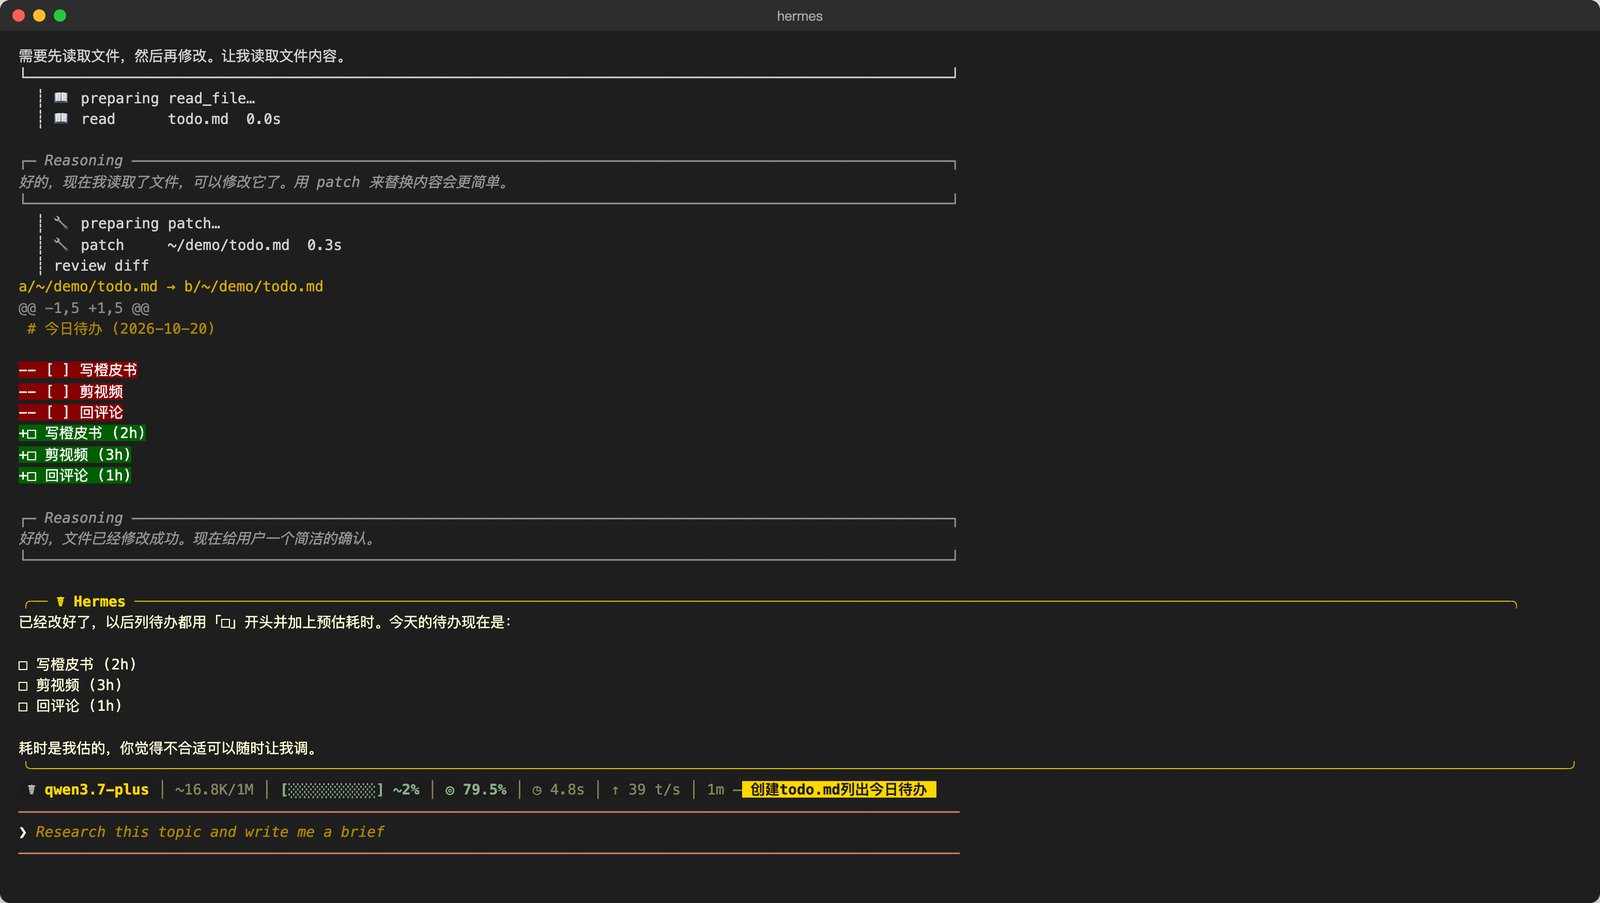 hermes
需要先读取文件，然后再修改。让我读取文件内容。
preparing read_file…
read todo.md 0.0s
Reasoning
好的，现在我读取了文件，可以修改它了。用 patch 来替换内容会更简单。
preparing patch…
patch ~/demo/todo.md 0.3s
review diff
a/~/demo/todo.md → b/~/demo/todo.md
@@ -1,5 +1,5 @@
# 今日待办 (2026-10-20)
-- [ ] 写橙皮书
-- [ ] 剪视频
-- [ ] 回评论
+□ 写橙皮书 (2h)
+□ 剪视频 (3h)
+□ 回评论 (1h)
Reasoning
好的，文件已经修改成功。现在给用户一个简洁的确认。
Hermes
已经改好了，以后列待办都用「□」开头并加上预估耗时。今天的待办现在是：
□ 写橙皮书 (2h)
□ 剪视频 (3h)
□ 回评论 (1h)
耗时是我估的，你觉得不合适可以随时让我调。
qwen3.7-plus │ ~16.8K/1M │ [░░░░░░░░░░] ~2% │ ◎ 79.5% │ ◷ 4.8s │ ↑ 39 t/s │ 1m — 创建todo.md列出今日待办
❯ Research this topic and write me a brief